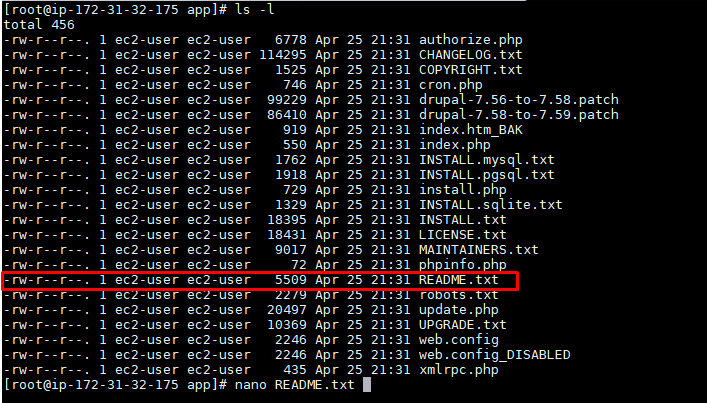 [root@ip-172-31-32-175 app]# ls -l
total 456
-rw-r--r--. 1 ec2-user ec2-user   6778 Apr 25 21:31 authorize.php
-rw-r--r--. 1 ec2-user ec2-user 114295 Apr 25 21:31 CHANGELOG.txt
-rw-r--r--. 1 ec2-user ec2-user   1525 Apr 25 21:31 COPYRIGHT.txt
-rw-r--r--. 1 ec2-user ec2-user    746 Apr 25 21:31 cron.php
-rw-r--r--. 1 ec2-user ec2-user  99229 Apr 25 21:31 drupal-7.56-to-7.58.patch
-rw-r--r--. 1 ec2-user ec2-user  86410 Apr 25 21:31 drupal-7.58-to-7.59.patch
-rw-r--r--. 1 ec2-user ec2-user    919 Apr 25 21:31 index.htm_BAK
-rw-r--r--. 1 ec2-user ec2-user    550 Apr 25 21:31 index.php
-rw-r--r--. 1 ec2-user ec2-user   1762 Apr 25 21:31 INSTALL.mysql.txt
-rw-r--r--. 1 ec2-user ec2-user   1918 Apr 25 21:31 INSTALL.pgsql.txt
-rw-r--r--. 1 ec2-user ec2-user    729 Apr 25 21:31 install.php
-rw-r--r--. 1 ec2-user ec2-user   1329 Apr 25 21:31 INSTALL.sqlite.txt
-rw-r--r--. 1 ec2-user ec2-user  18395 Apr 25 21:31 INSTALL.txt
-rw-r--r--. 1 ec2-user ec2-user  18431 Apr 25 21:31 LICENSE.txt
-rw-r--r--. 1 ec2-user ec2-user   9017 Apr 25 21:31 MAINTAINERS.txt
-rw-r--r--. 1 ec2-user ec2-user     72 Apr 25 21:31 phpinfo.php
-rw-r--r--. 1 ec2-user ec2-user   5509 Apr 25 21:31 README.txt
-rw-r--r--. 1 ec2-user ec2-user   2279 Apr 25 21:31 robots.txt
-rw-r--r--. 1 ec2-user ec2-user  20497 Apr 25 21:31 update.php
-rw-r--r--. 1 ec2-user ec2-user  10369 Apr 25 21:31 UPGRADE.txt
-rw-r--r--. 1 ec2-user ec2-user   2246 Apr 25 21:31 web.config
-rw-r--r--. 1 ec2-user ec2-user   2246 Apr 25 21:31 web.config_DISABLED
-rw-r--r--. 1 ec2-user ec2-user    435 Apr 25 21:31 xmlrpc.php
[root@ip-172-31-32-175 app]# nano README.txt